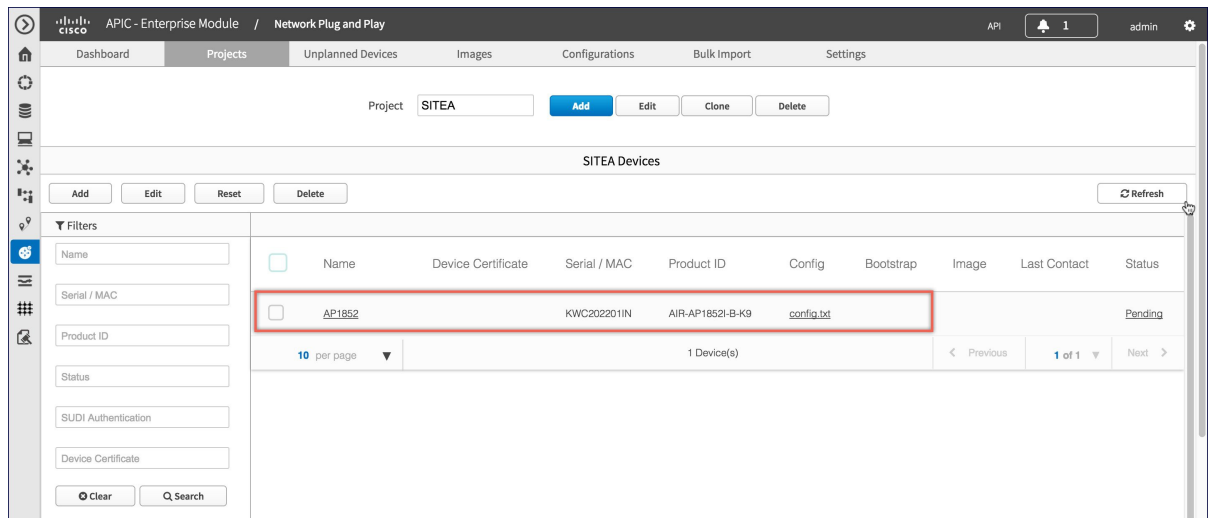 cisco APIC - Enterprise Module / Network Plug and Play API 1 admin
Dashboard Projects Unplanned Devices Images Configurations Bulk Import Settings
Project SITEA Add Edit Clone Delete
SITEA Devices
Add Edit Reset Delete Refresh
Filters
Name
Serial / MAC
Product ID
Status
SUDI Authentication
Device Certificate
Clear Search
Name Device Certificate Serial / MAC Product ID Config Bootstrap Image Last Contact Status
AP1852 KWC202201IN AIR-AP1852I-B-K9 config.txt Pending
10 per page 1 Device(s) Previous 1 of 1 Next